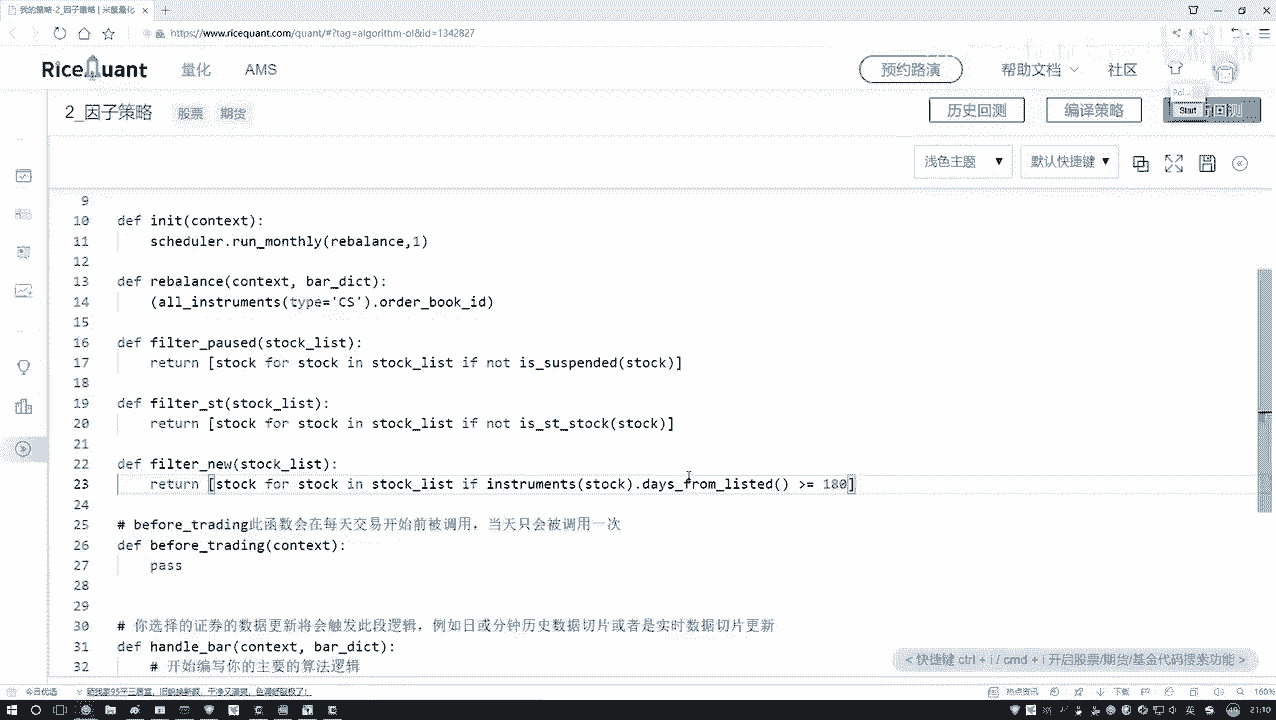 我的策略-2_因子策略 | 米筐量化
https://www.ricequant.com/quant/#?tag=algorithm-ol&id=1342827
RiceQuant 量化 AMS 预约路演 帮助文档 社区
2_因子策略 股票 期货 历史回测 编译策略 回测
Start
浅色主题 默认快捷键
9
10 def init(context):
11 scheduler.run_monthly(rebalance,1)
12
13 def rebalance(context, bar_dict):
14 (all_instruments(type='CS').order_book_id)
15
16 def filter_paused(stock_list):
17 return [stock for stock in stock_list if not is_suspended(stock)]
18
19 def filter_st(stock_list):
20 return [stock for stock in stock_list if not is_st_stock(stock)]
21
22 def filter_new(stock_list):
23 return [stock for stock in stock_list if instruments(stock).days_from_listed() >= 180]
24
25 # before_trading此函数会在每天交易开始前被调用，当天只会被调用一次
26 def before_trading(context):
27 pass
28
29
30 # 你选择的证券的数据更新将会触发此段逻辑，例如日或分钟历史数据切片或者是实时数据切片更新
31 def handle_bar(context, bar_dict):
32 # 开始编写你的主要的算法逻辑
< 快捷键 ctrl + i / cmd + i 开启股票/期货/基金代码搜索功能 >
今日优选 热点资讯 下载 160%
英 21:10